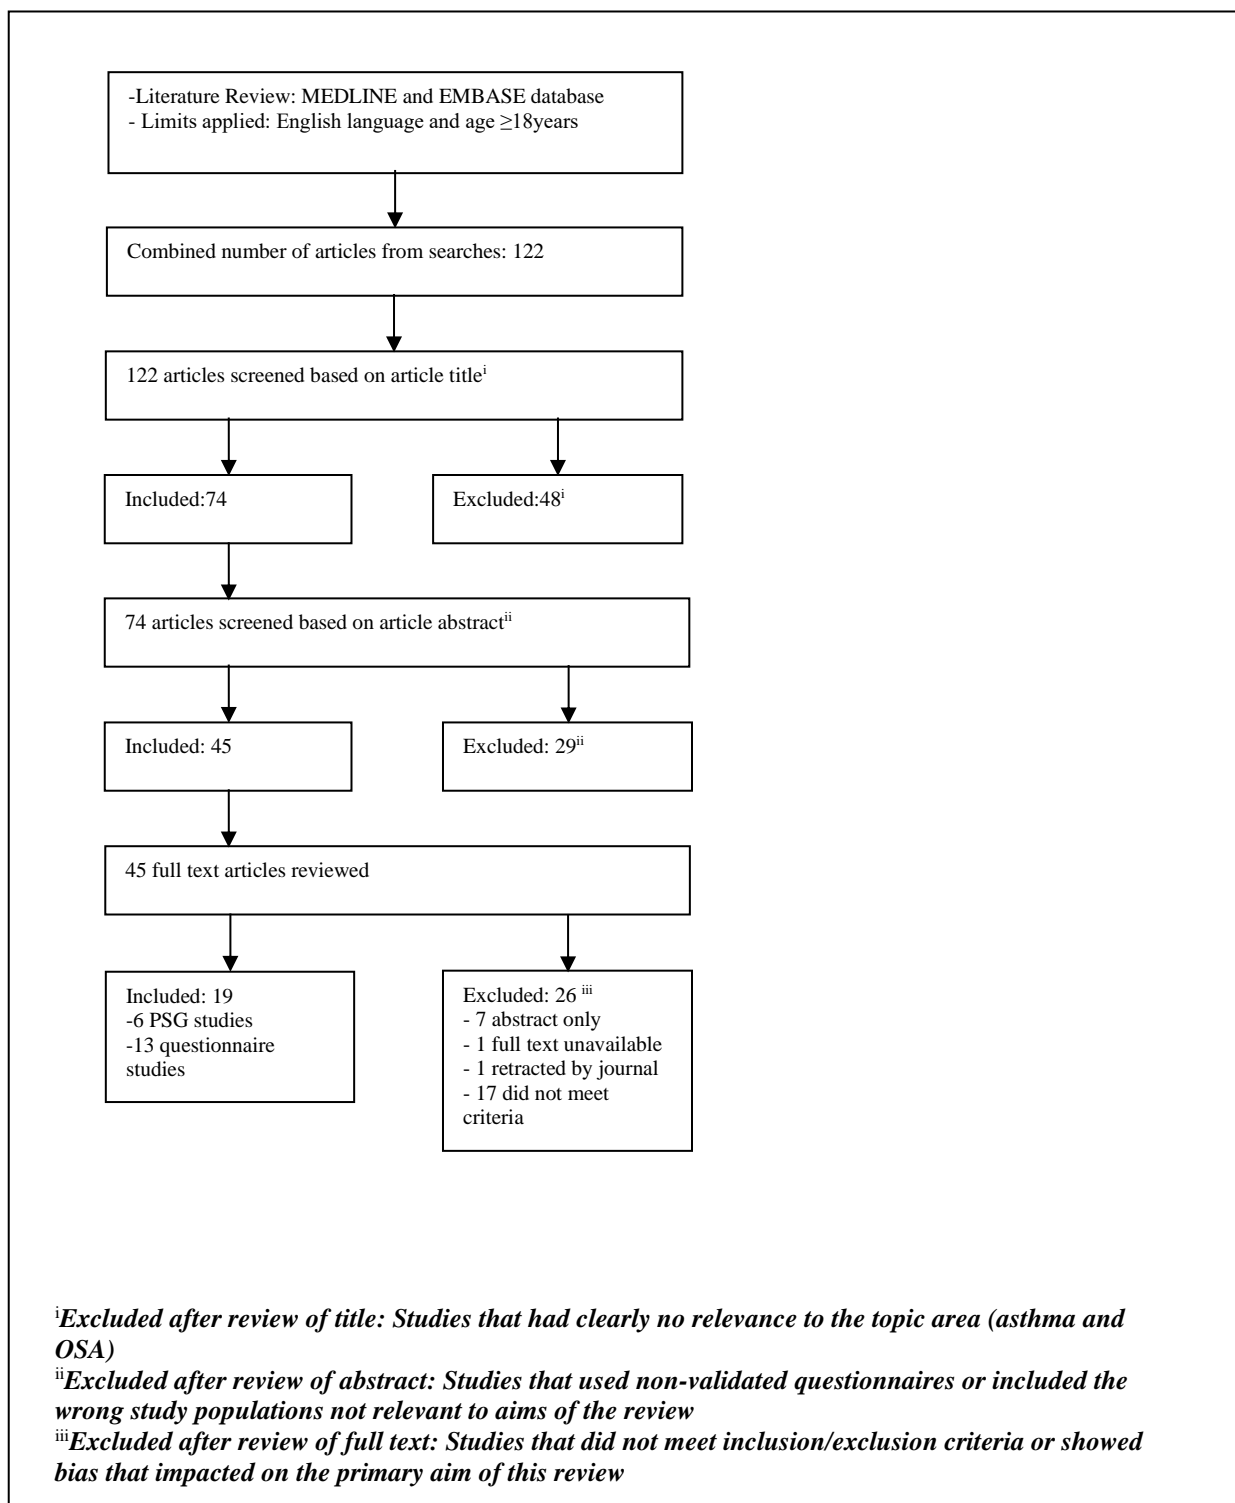 -Literature Review: MEDLINE and EMBASE database
- Limits applied: English language and age ≥18years
Combined number of articles from searches: 122
122 articles screened based on article titleⁱ
Included:74
Excluded:48ⁱ
74 articles screened based on article abstractⁱⁱ
Included: 45
Excluded: 29ⁱⁱ
45 full text articles reviewed
Included: 19
-6 PSG studies
-13 questionnaire
studies
Excluded: 26 ⁱⁱⁱ
- 7 abstract only
- 1 full text unavailable
- 1 retracted by journal
- 17 did not meet
criteria
ⁱExcluded after review of title: Studies that had clearly no relevance to the topic area (asthma and
OSA)
ⁱⁱExcluded after review of abstract: Studies that used non-validated questionnaires or included the
wrong study populations not relevant to aims of the review
ⁱⁱⁱExcluded after review of full text: Studies that did not meet inclusion/exclusion criteria or showed
bias that impacted on the primary aim of this review